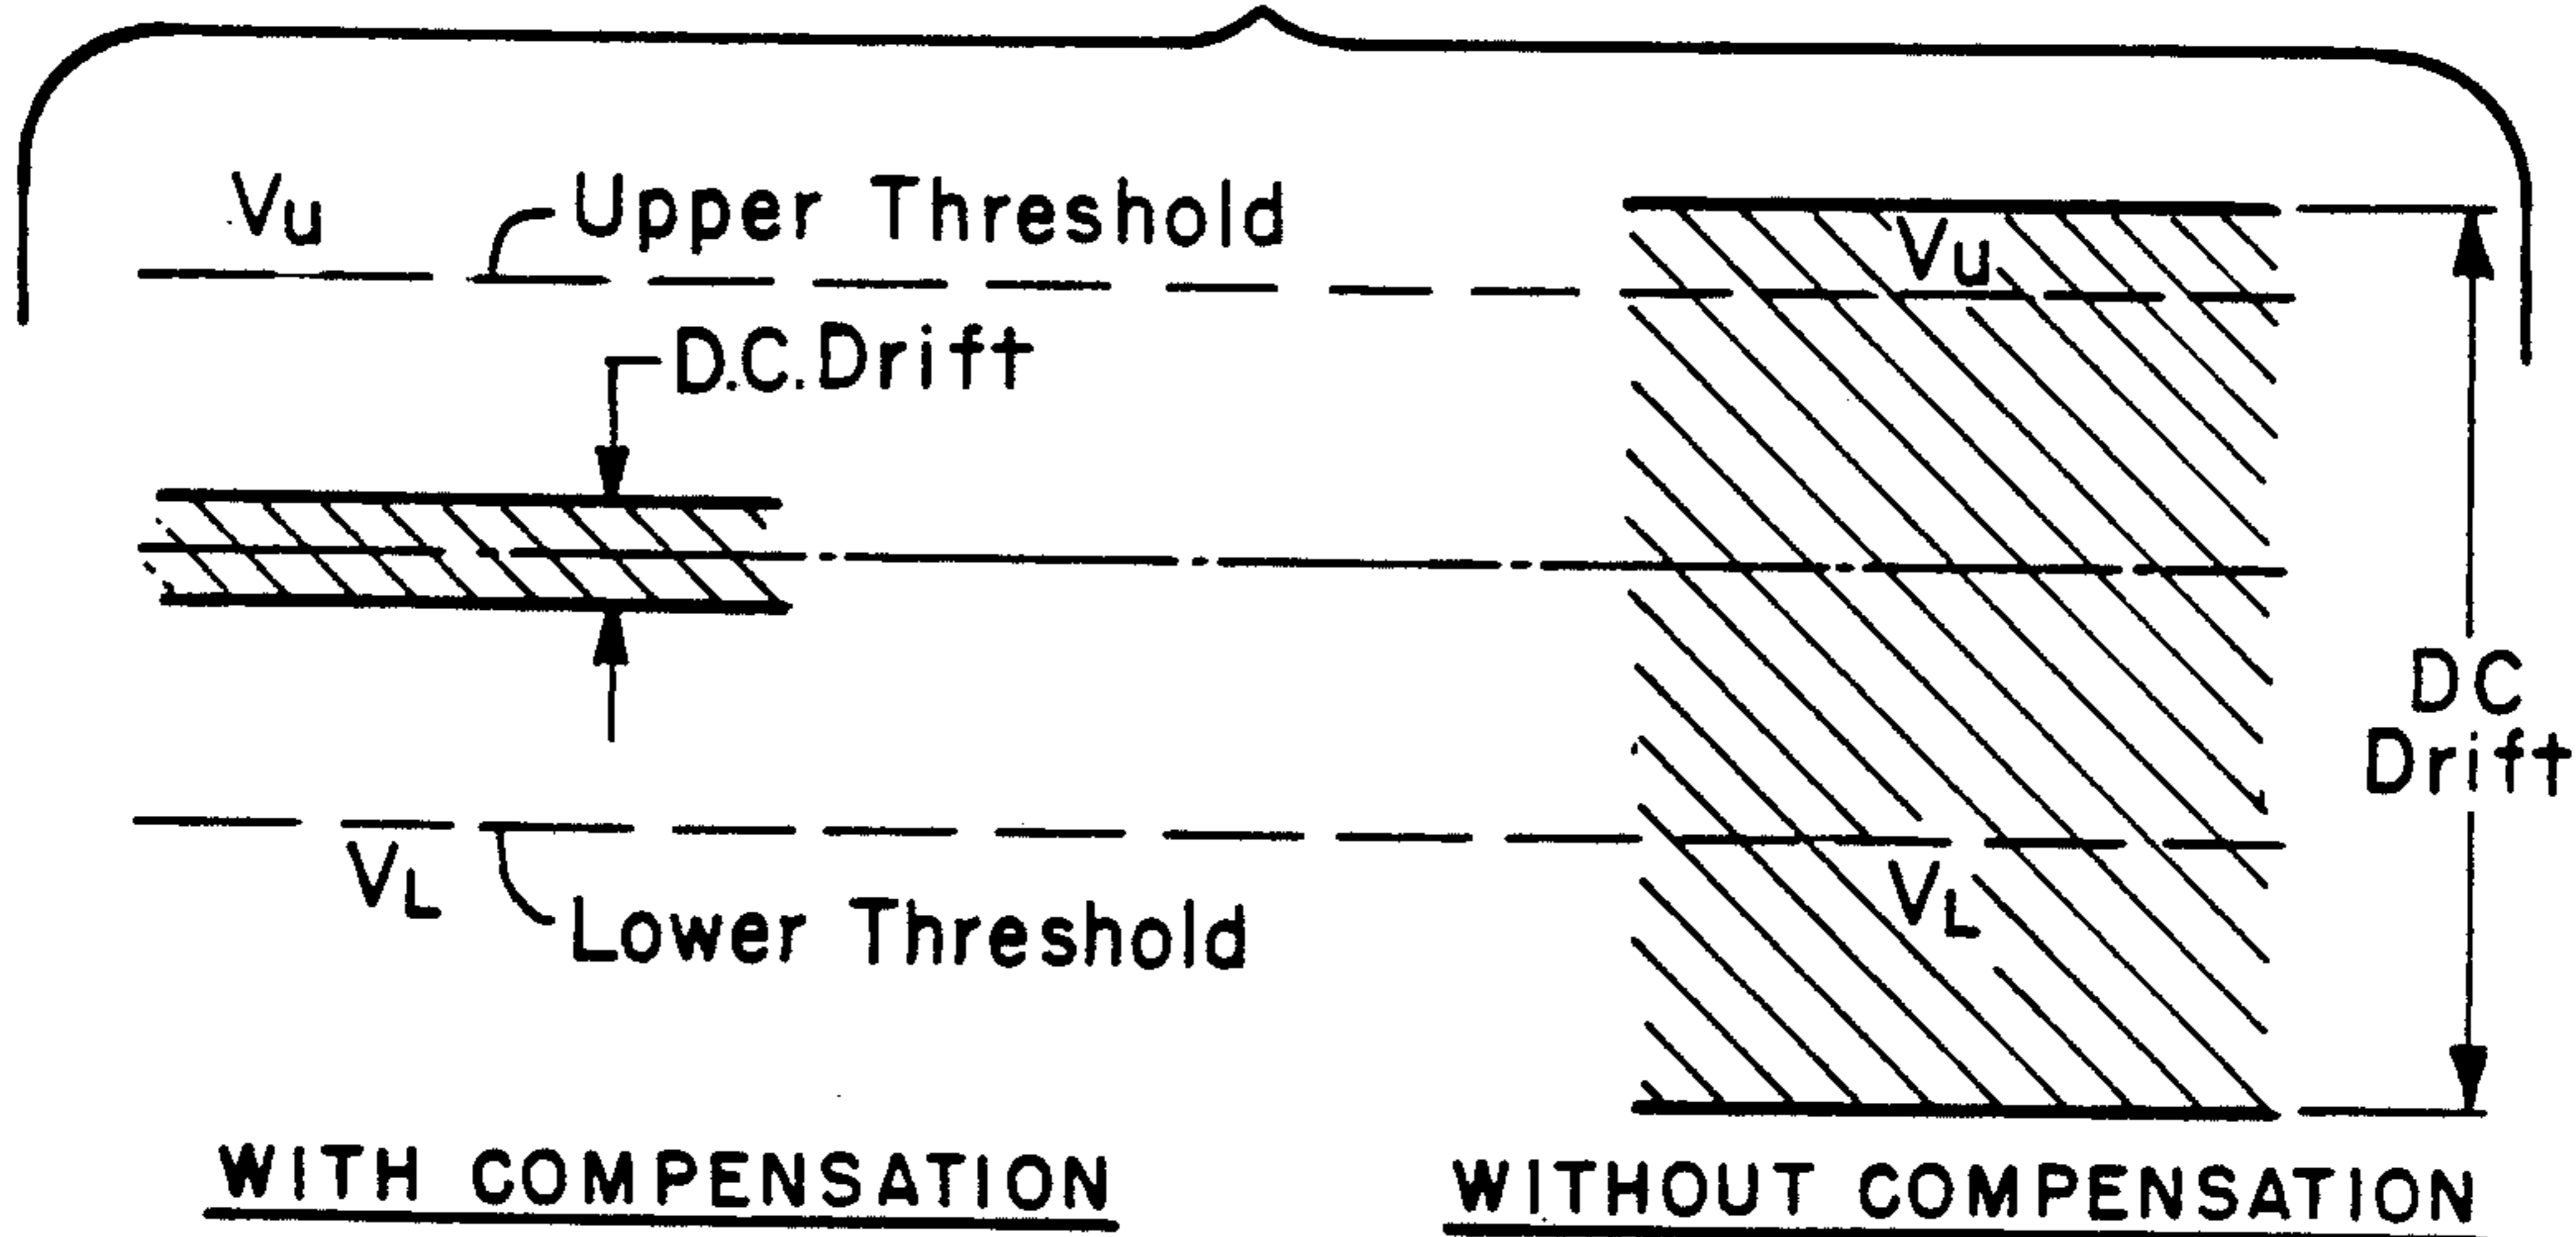 Vu
Upper Threshold
Vu
D.C. Drift
DC
Drift
VL
Lower Threshold
VL
WITH COMPENSATION
WITHOUT COMPENSATION